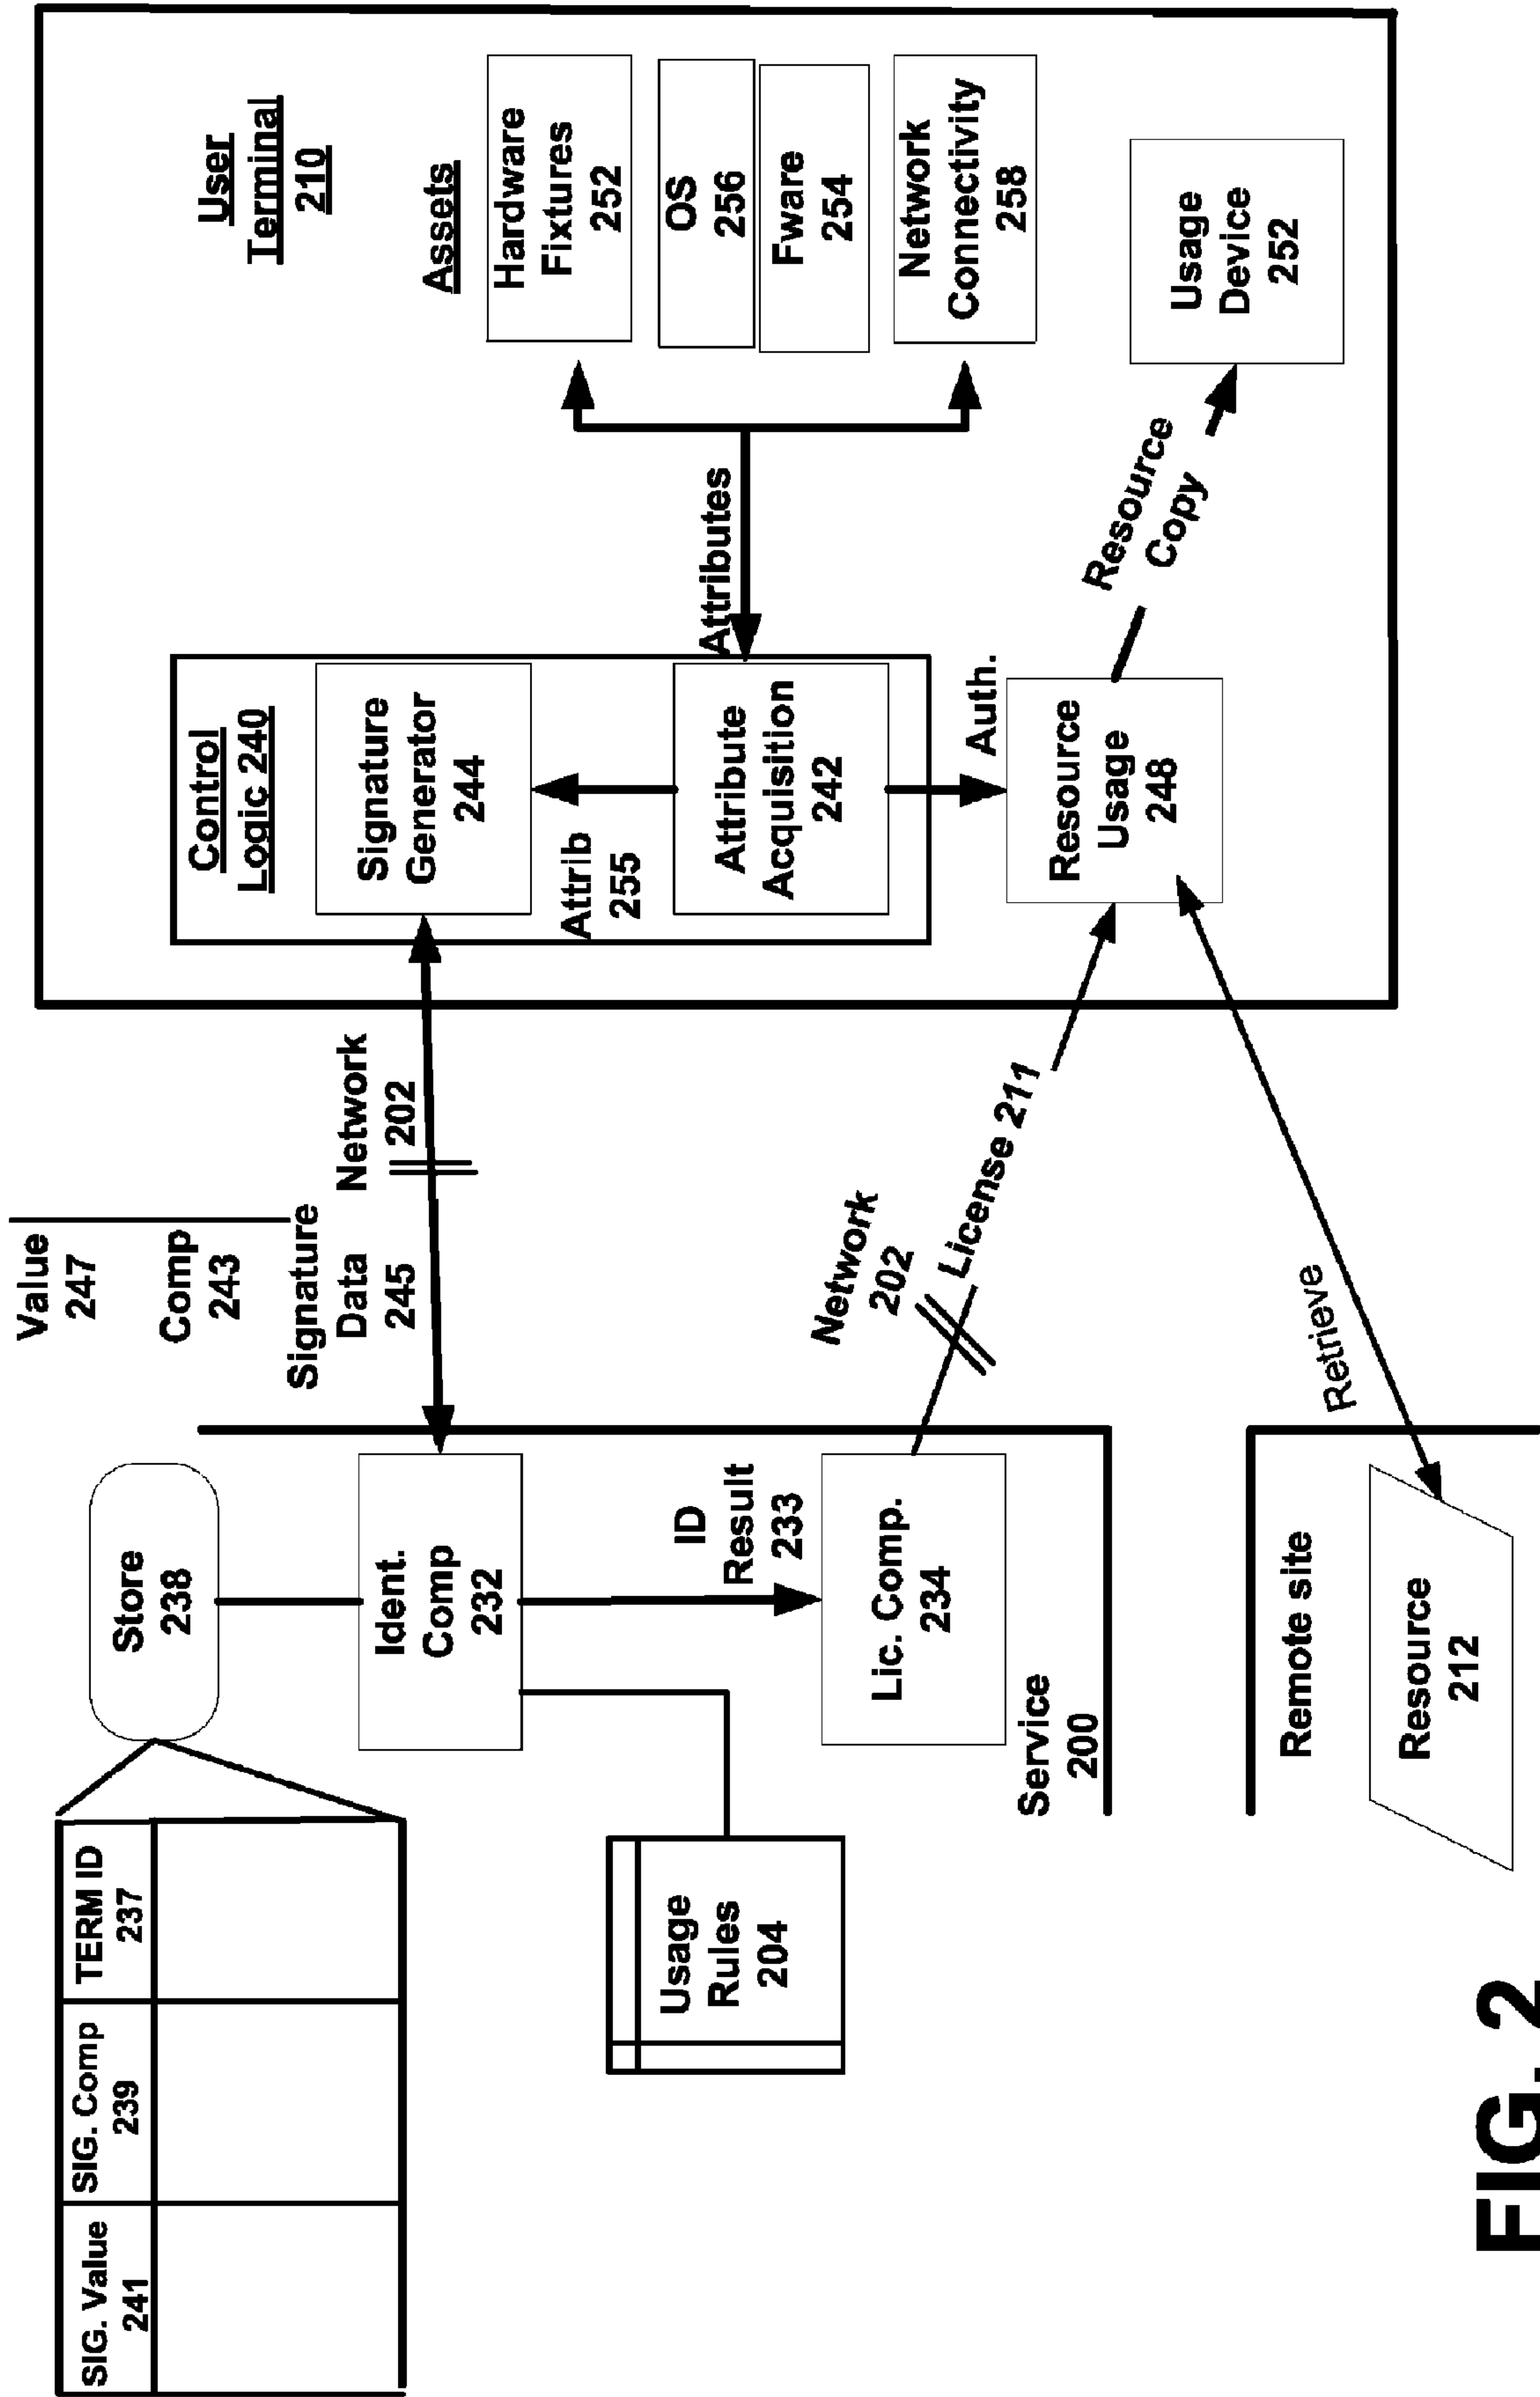 SIG. Value
241
SIG. Comp
239
TERM ID
237
Store
238
Value
247
Comp
243
Signature
Data
245
Network
202
Ident.
Comp
232
Usage
Rules
204
ID
Result
233
Lic. Comp.
234
Service
200
Network
202
License 211
Remote site
Resource
212
Retrieve
User
Terminal
210
Control
Logic 240
Signature
Generator
244
Attrib
255
Attribute
Acquisition
242
Attributes
Auth.
Resource
Usage
248
Assets
Hardware
Fixtures
252
OS
256
Fware
254
Network
Connectivity
258
Resource
Copy
Usage
Device
252
FIG. 2